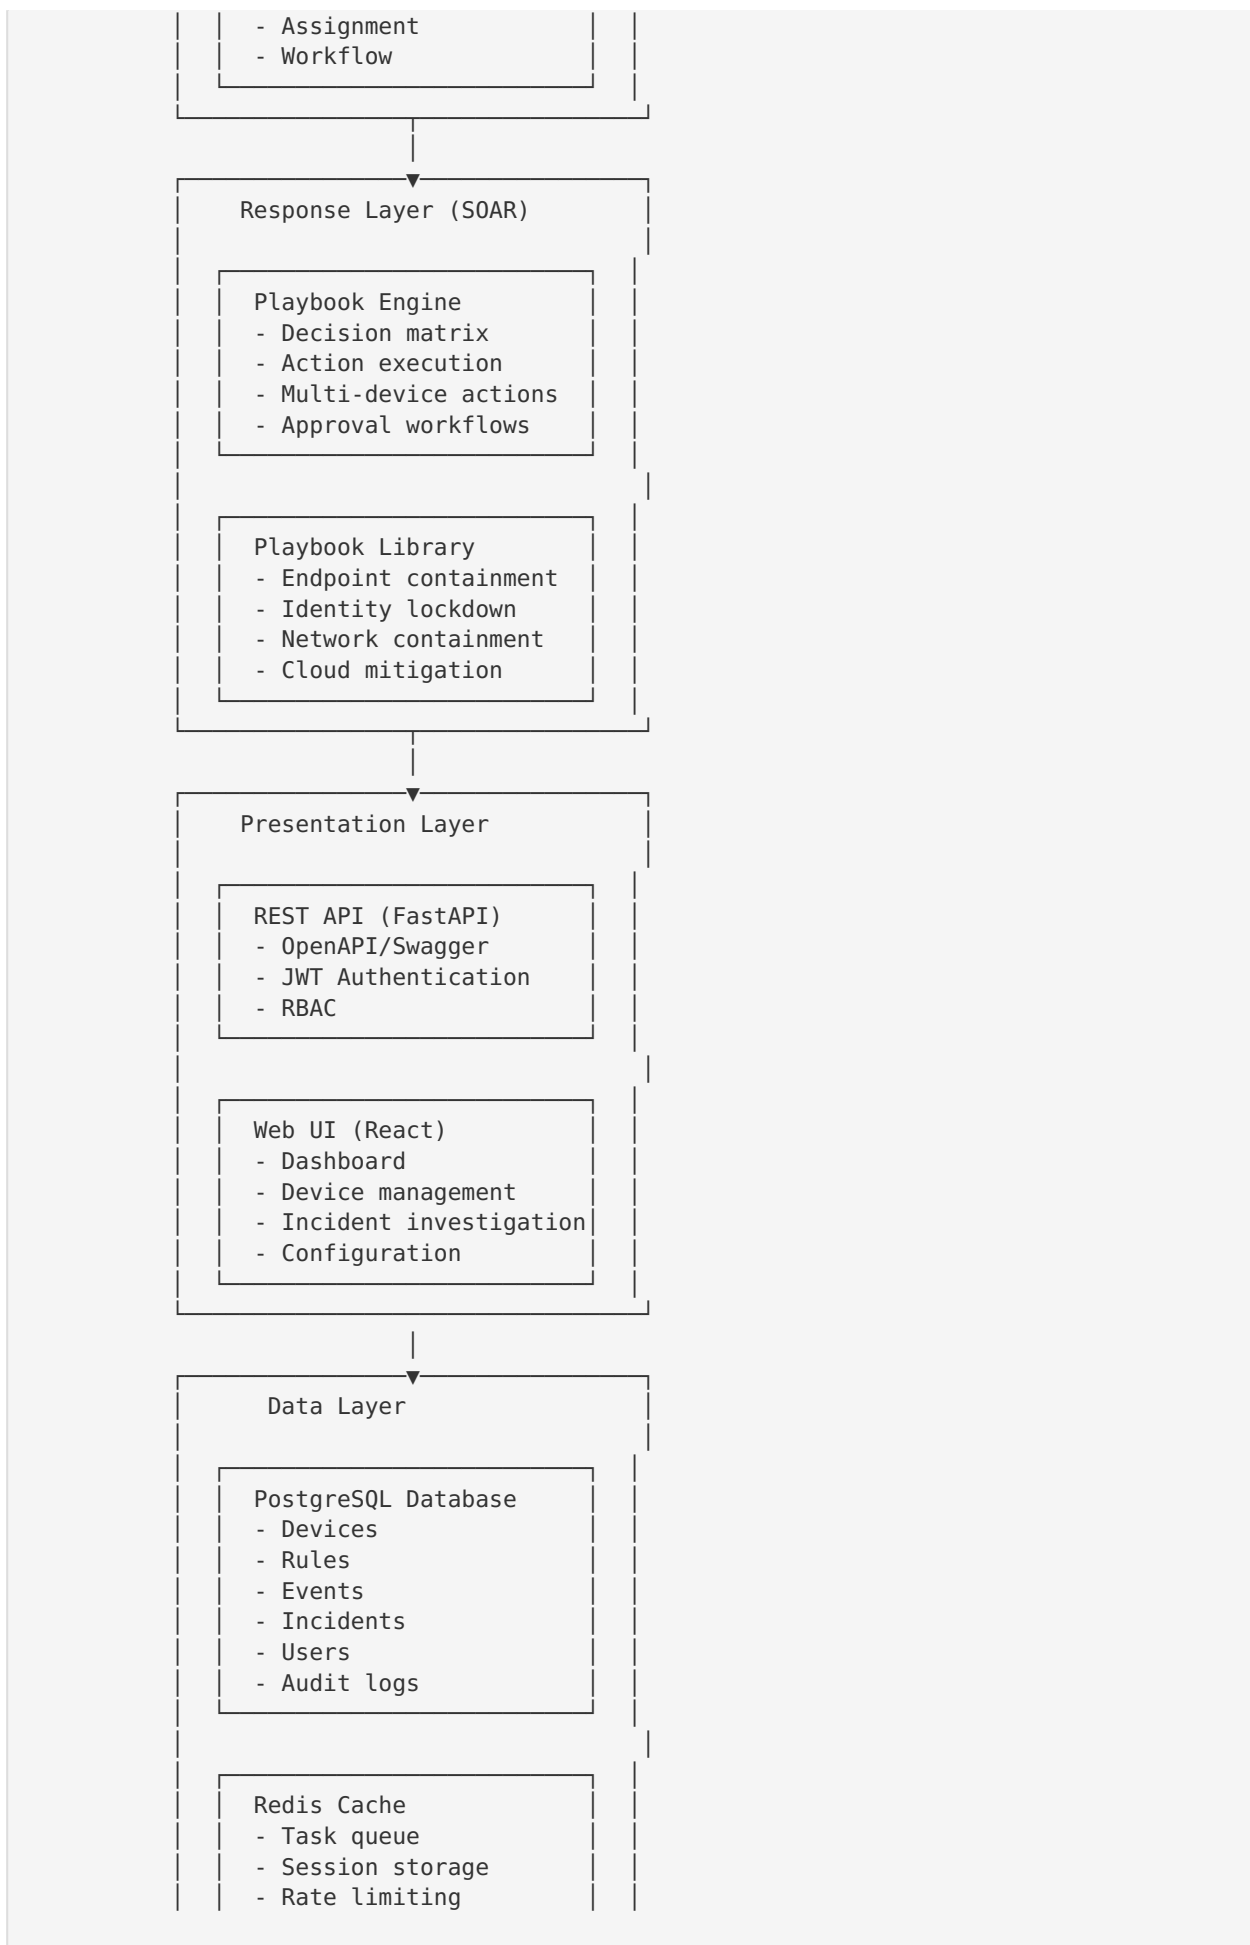 - Assignment
- Workflow
Response Layer (SOAR)
Playbook Engine
- Decision matrix
- Action execution
- Multi-device actions
- Approval workflows
Playbook Library
- Endpoint containment
- Identity lockdown
- Network containment
- Cloud mitigation
Presentation Layer
REST API (FastAPI)
- OpenAPI/Swagger
- JWT Authentication
- RBAC
Web UI (React)
- Dashboard
- Device management
- Incident investigation
- Configuration
Data Layer
PostgreSQL Database
- Devices
- Rules
- Events
- Incidents
- Users
- Audit logs
Redis Cache
- Task queue
- Session storage
- Rate limiting